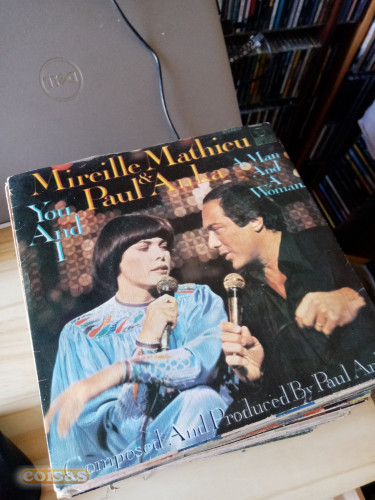 DELL
Mireille Mathieu
& Paul Anka
You And I
A Man And A Woman
Composed And Produced By Paul An
coisas